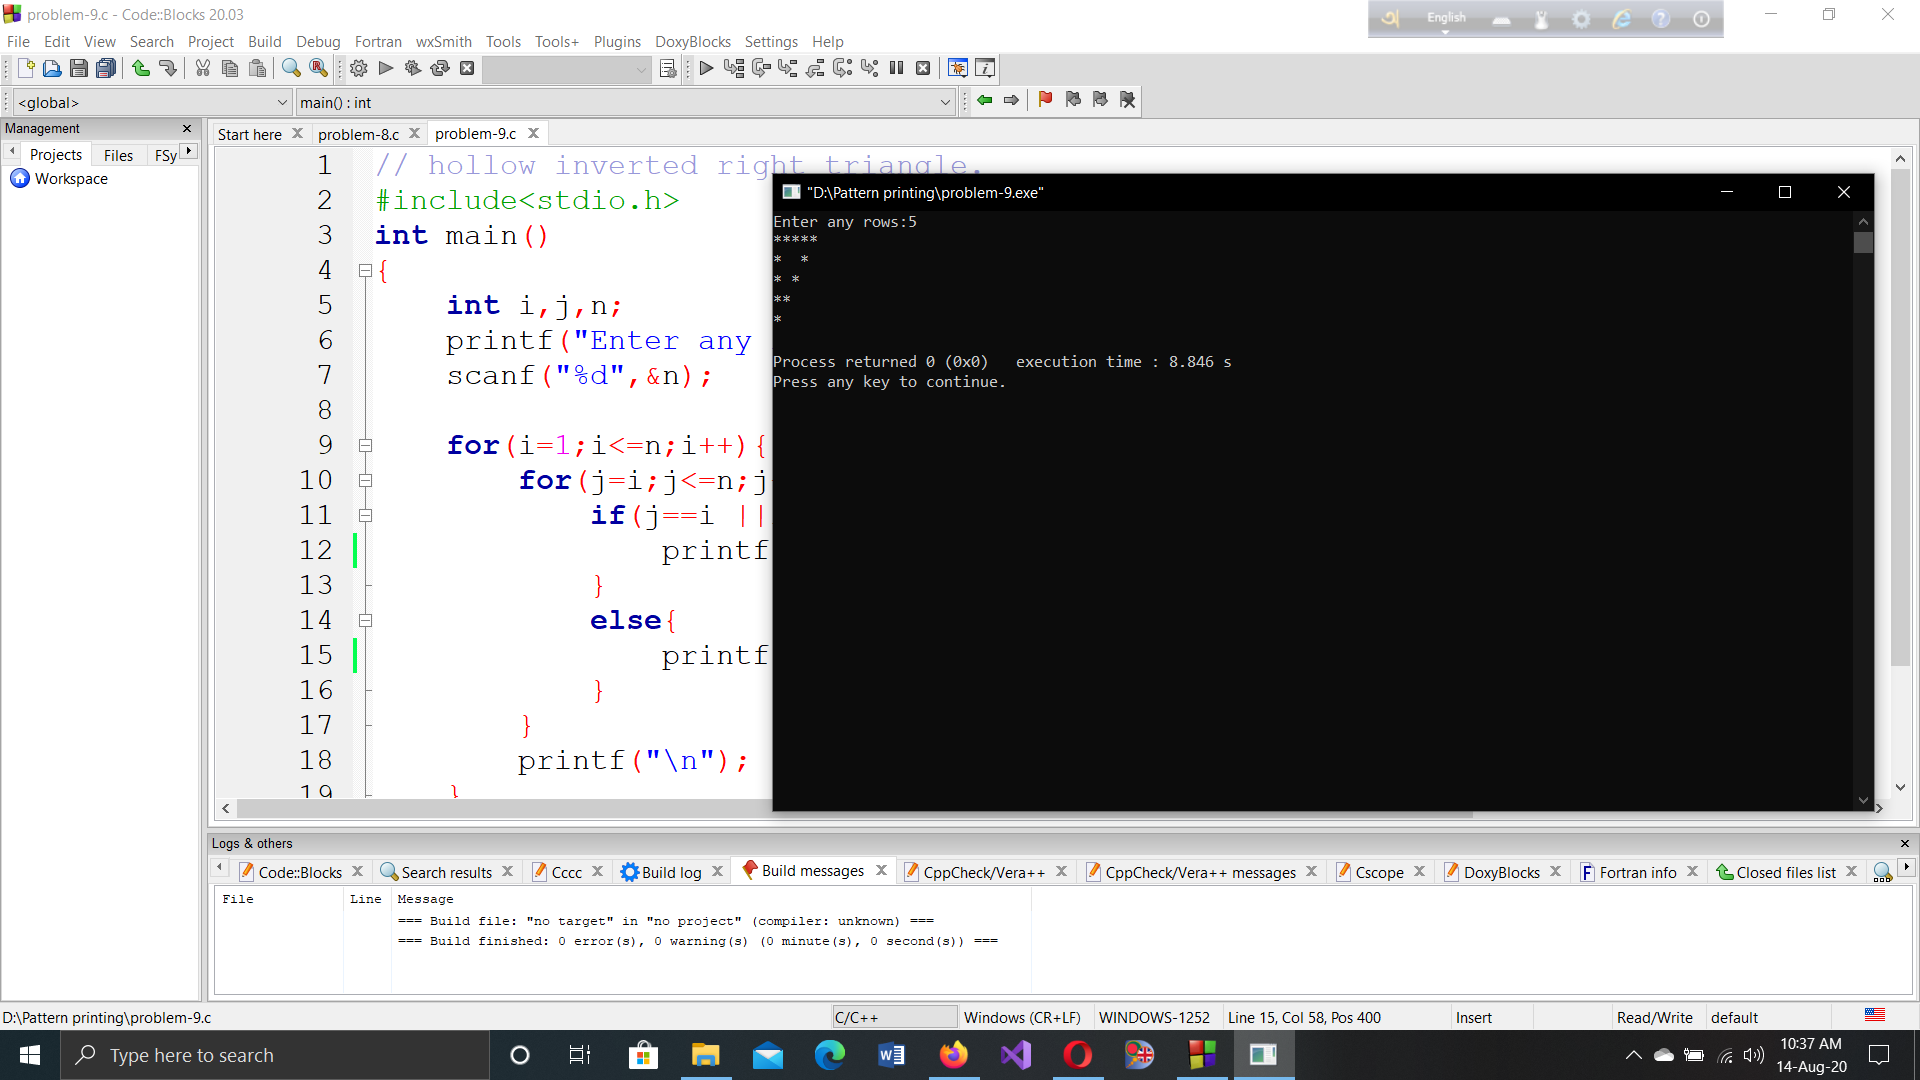 problem-9.c - Code::Blocks 20.03
English
File Edit View Search Project Build Debug Fortran wxSmith Tools Tools+ Plugins DoxyBlocks Settings Help
<global> main() : int
Management
Projects Files FSy
Workspace
Start here problem-8.c problem-9.c
1 // hollow inverted right triangle.
2 #include<stdio.h>
3 int main()
4 {
5 int i,j,n;
6 printf("Enter any
7 scanf("%d",&n);
8
9 for(i=1;i<=n;i++){
10 for(j=i;j<=n;j
11 if(j==i ||
12 printf
13 }
14 else{
15 printf
16 }
17 }
18 printf("\n");
19 }
"D:\Pattern printing\problem-9.exe"
Enter any rows:5
*****
*  *
* *
**
*
Process returned 0 (0x0)   execution time : 8.846 s
Press any key to continue.
Logs & others
Code::Blocks Search results Cccc Build log Build messages CppCheck/Vera++ CppCheck/Vera++ messages Cscope DoxyBlocks Fortran info Closed files list
File Line Message
=== Build file: "no target" in "no project" (compiler: unknown) ===
=== Build finished: 0 error(s), 0 warning(s) (0 minute(s), 0 second(s)) ===
D:\Pattern printing\problem-9.c C/C++ Windows (CR+LF) WINDOWS-1252 Line 15, Col 58, Pos 400 Insert Read/Write default
Type here to search
10:37 AM
14-Aug-20